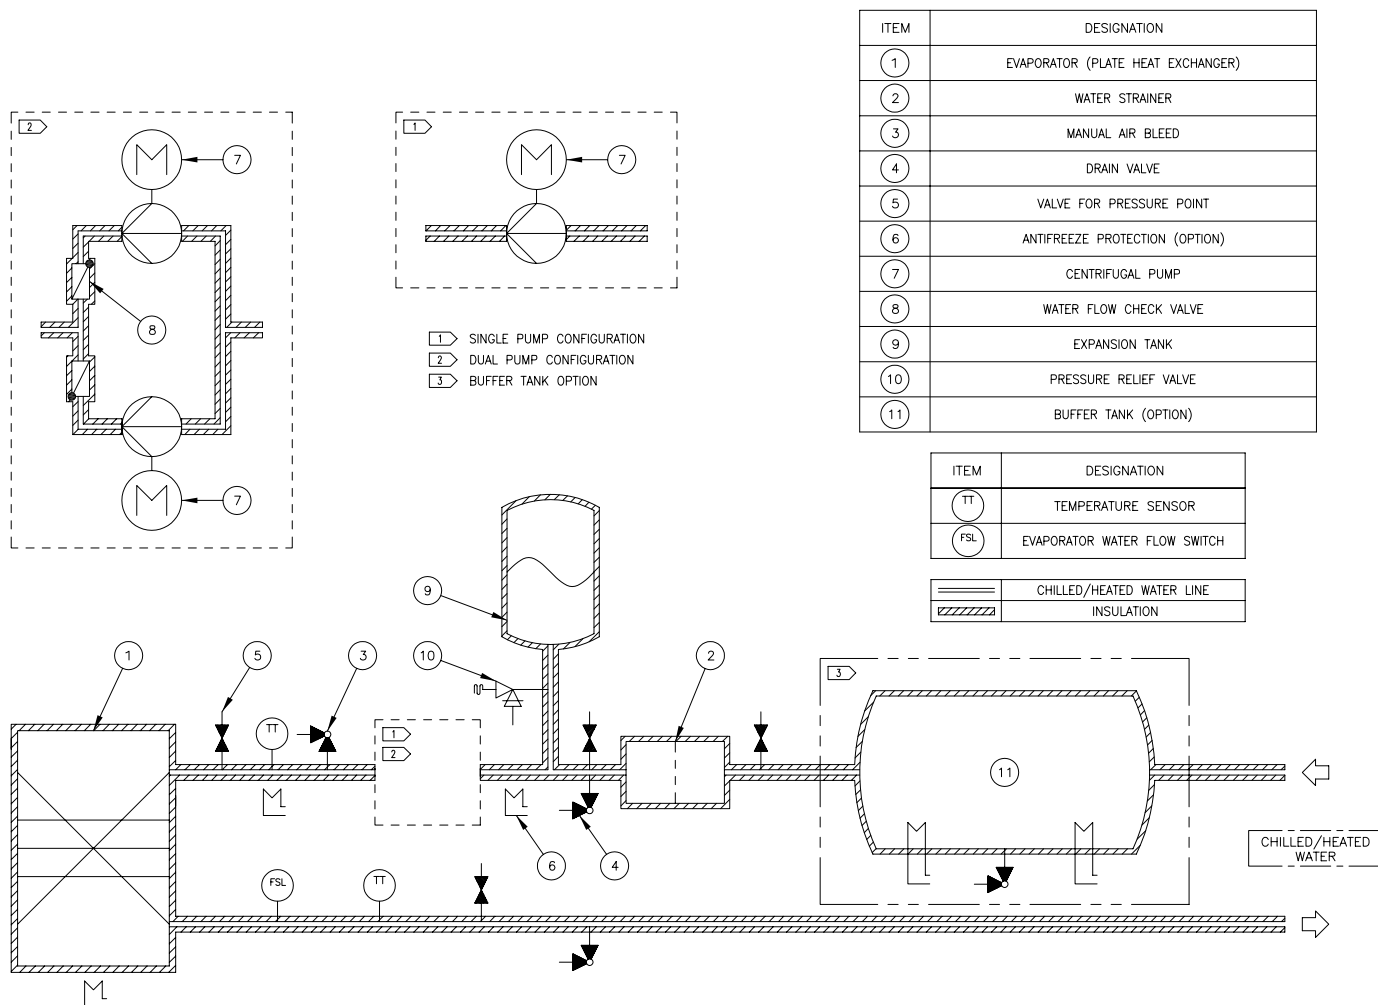 ITEM DESIGNATION
1 EVAPORATOR (PLATE HEAT EXCHANGER)
2 WATER STRAINER
3 MANUAL AIR BLEED
4 DRAIN VALVE
5 VALVE FOR PRESSURE POINT
6 ANTIFREEZE PROTECTION (OPTION)
7 CENTRIFUGAL PUMP
8 WATER FLOW CHECK VALVE
9 EXPANSION TANK
10 PRESSURE RELIEF VALVE
11 BUFFER TANK (OPTION)
2
M 7
8
M 7
1
M 7
1 SINGLE PUMP CONFIGURATION
2 DUAL PUMP CONFIGURATION
3 BUFFER TANK OPTION
ITEM DESIGNATION
TT TEMPERATURE SENSOR
FSL EVAPORATOR WATER FLOW SWITCH
CHILLED/HEATED WATER LINE
INSULATION
9
1 5 3 10 2
3
TT
1
2
11
6 4
CHILLED/HEATED
WATER
FSL TT